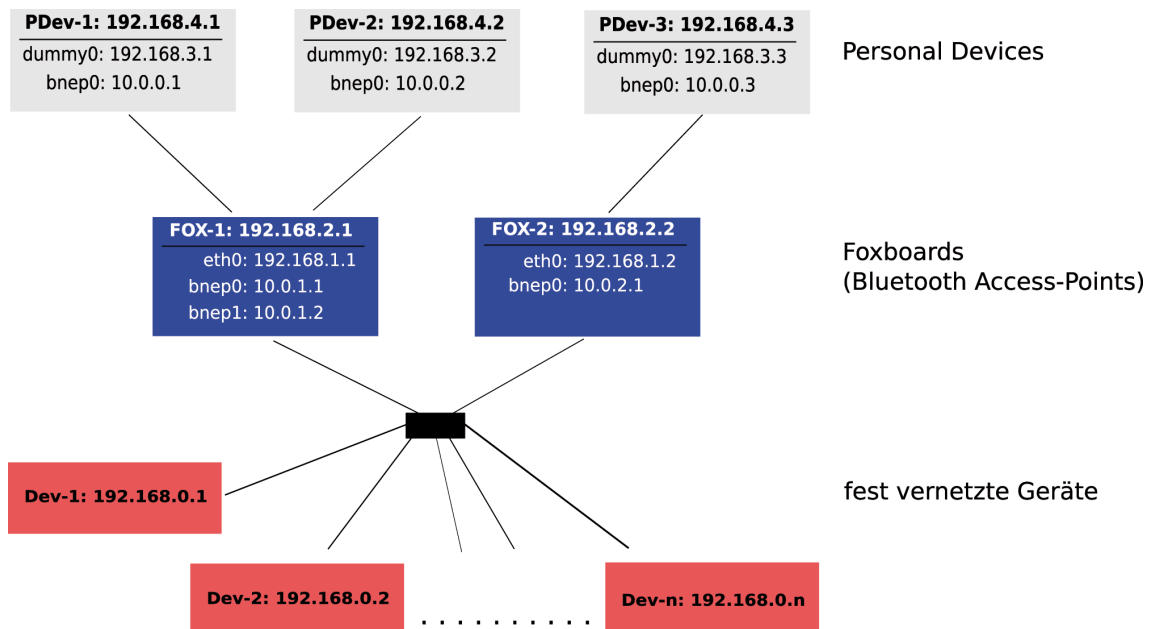 PDev-1: 192.168.4.1
dummy0: 192.168.3.1
bnep0: 10.0.0.1
PDev-2: 192.168.4.2
dummy0: 192.168.3.2
bnep0: 10.0.0.2
PDev-3: 192.168.4.3
dummy0: 192.168.3.3
bnep0: 10.0.0.3
Personal Devices
FOX-1: 192.168.2.1
eth0: 192.168.1.1
bnep0: 10.0.1.1
bnep1: 10.0.1.2
FOX-2: 192.168.2.2
eth0: 192.168.1.2
bnep0: 10.0.2.1
Foxboards
(Bluetooth Access-Points)
Dev-1: 192.168.0.1
fest vernetzte Geräte
Dev-2: 192.168.0.2
. . . . . . . . . .
Dev-n: 192.168.0.n